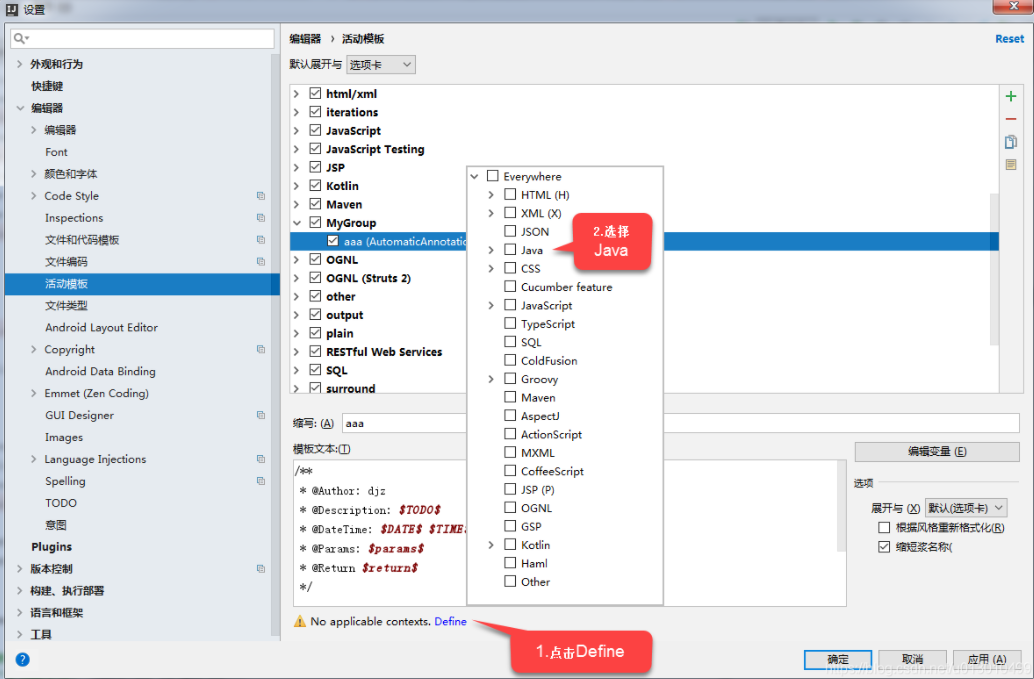 设置
编辑器 › 活动模板
Reset
默认展开与 选项卡
外观和行为
快捷键
编辑器
编辑器
Font
颜色和字体
Code Style
Inspections
文件和代码模板
文件编码
活动模板
文件类型
Android Layout Editor
Copyright
Android Data Binding
Emmet (Zen Coding)
GUI Designer
Images
Language Injections
Spelling
TODO
意图
Plugins
版本控制
构建、执行部署
语言和框架
工具
html/xml
iterations
JavaScript
JavaScript Testing
JSP
Kotlin
Maven
MyGroup
aaa (AutomaticAnnotatio
OGNL
OGNL (Struts 2)
other
output
plain
RESTful Web Services
SQL
surround
Everywhere
HTML (H)
XML (X)
JSON
Java
CSS
Cucumber feature
JavaScript
TypeScript
SQL
ColdFusion
Groovy
Maven
AspectJ
ActionScript
MXML
CoffeeScript
JSP (P)
OGNL
GSP
Kotlin
Haml
Other
2.选择
Java
缩写: (A) aaa
模板文本:(T)
/**
* @Author: djz
* @Description: $TODO$
* @DateTime: $DATE$ $TIME
* @Params: $params$
* @Return $return$
*/
编辑变量 (E)
选项
展开与 (X) 默认(选项卡)
根据风格重新格式化(R)
缩短浆名称(
No applicable contexts. Define
1.点击Define
确定
取消
应用 (A)